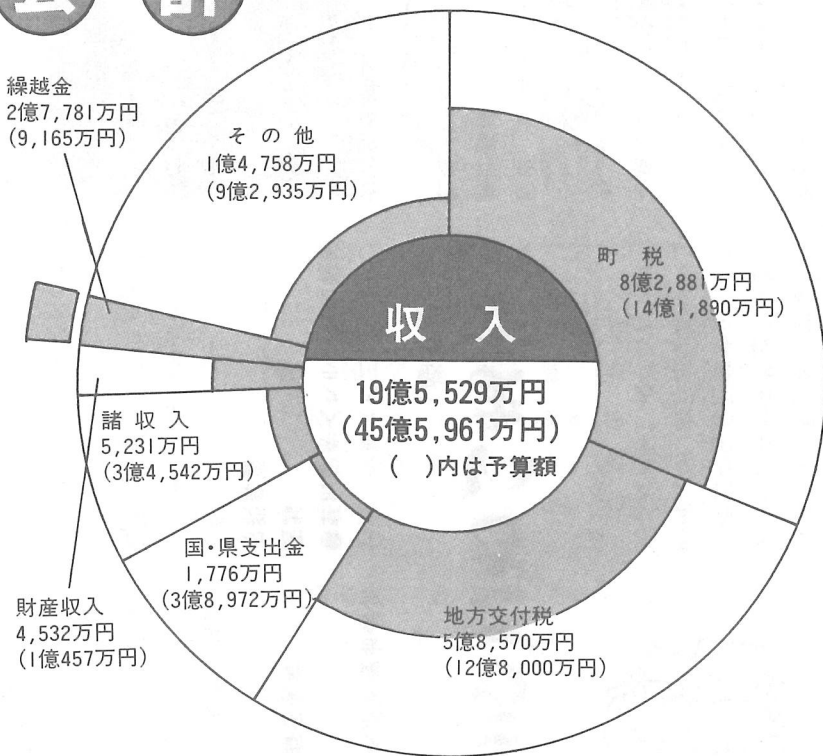 会計
繰越金
2億7,781万円
(9,165万円)
その他
1億4,758万円
(9億2,935万円)
町税
8億2,881万円
(14億1,890万円)
収入
19億5,529万円
(45億5,961万円)
( )内は予算額
諸収入
5,231万円
(3億4,542万円)
国・県支出金
1,776万円
(3億8,972万円)
財産収入
4,532万円
(1億457万円)
地方交付税
5億8,570万円
(12億8,000万円)